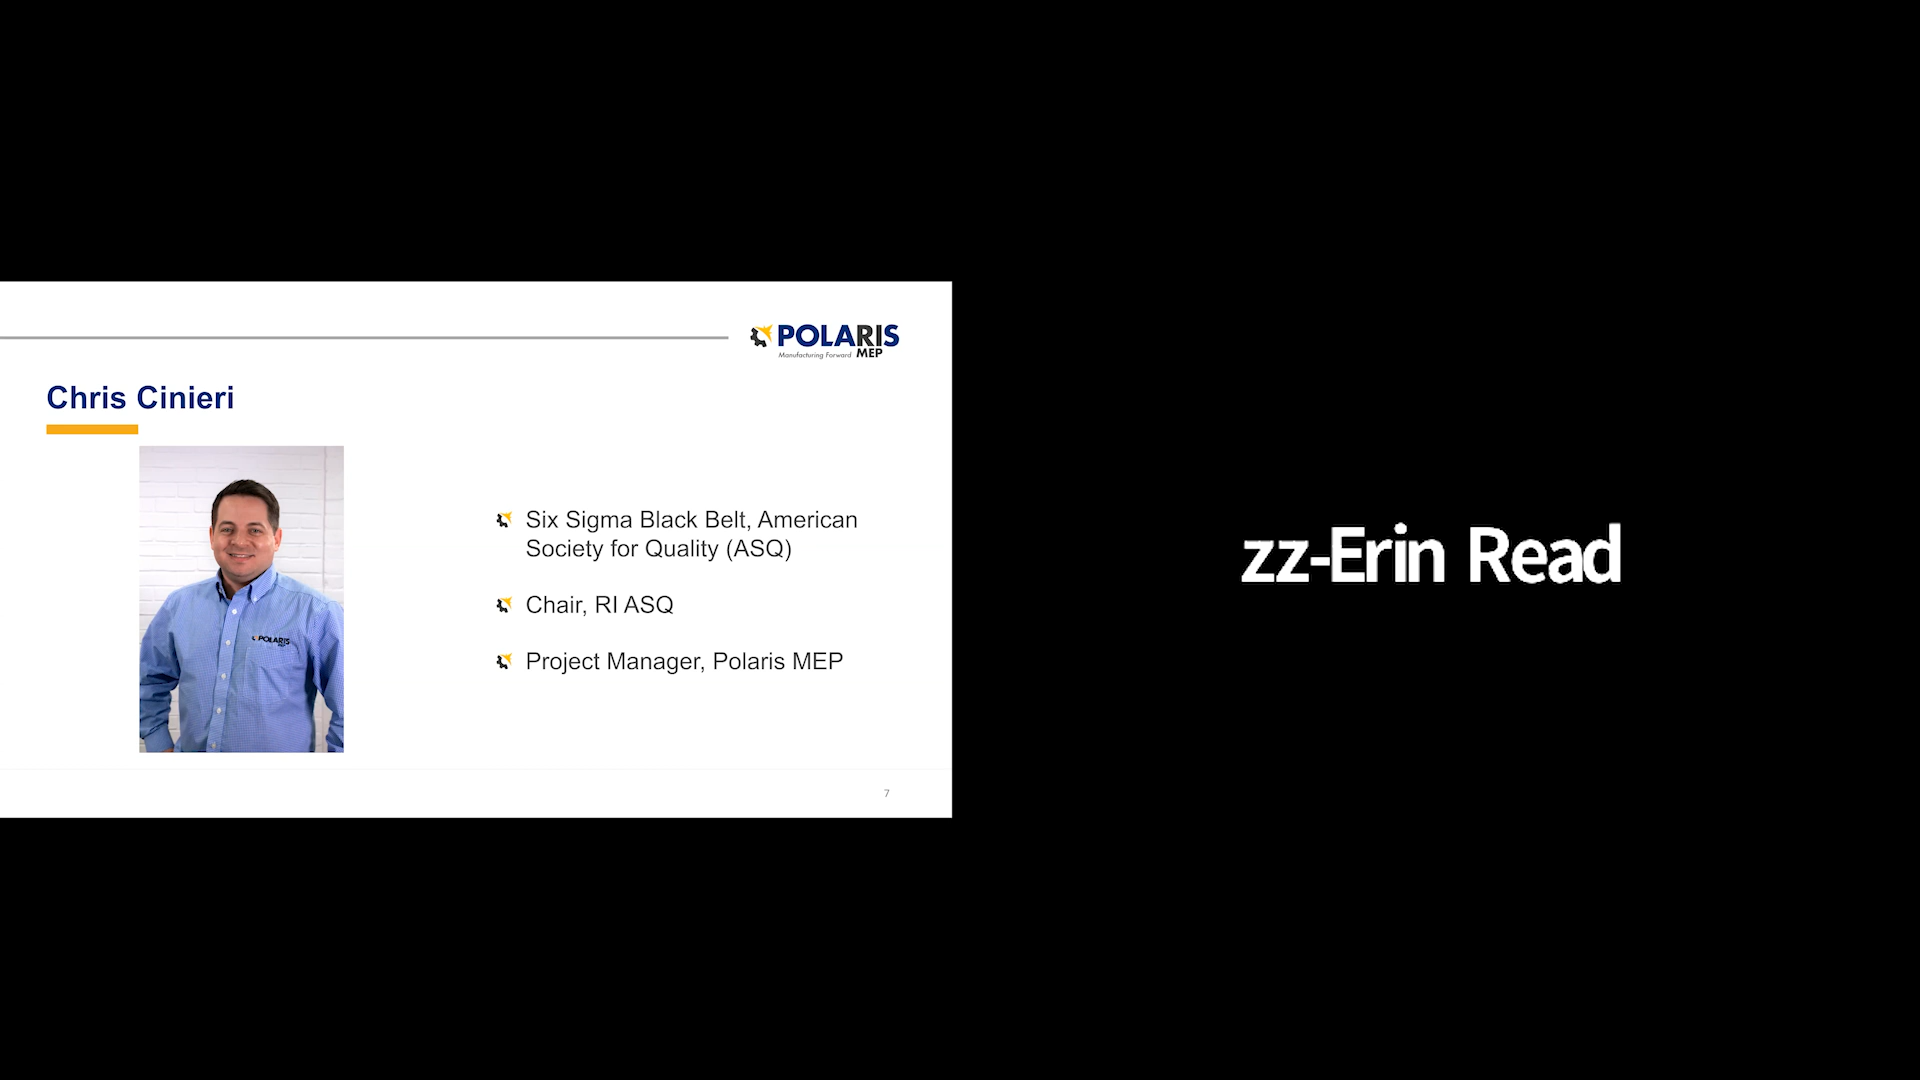 POLARIS
Manufacturing Forward MEP
Chris Cinieri
POLARIS
Six Sigma Black Belt, American
Society for Quality (ASQ)
Chair, RI ASQ
Project Manager, Polaris MEP
7
zz-Erin Read